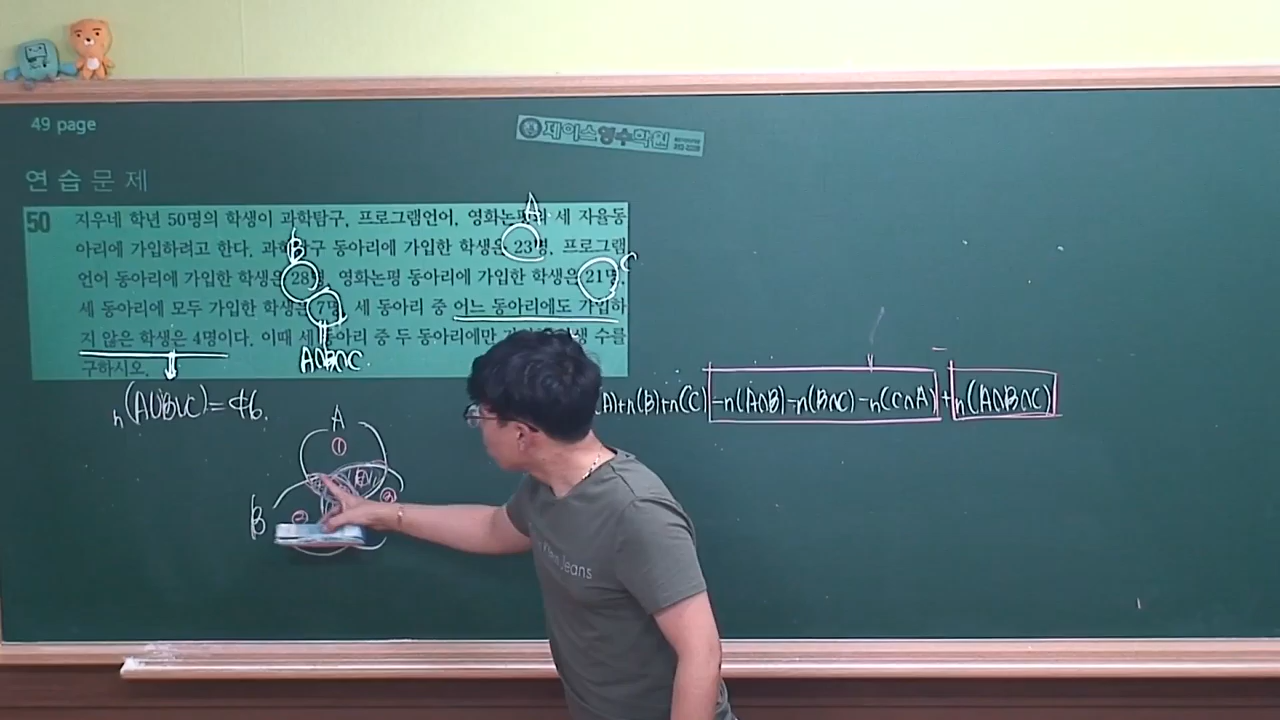 49 page
제이스영수학원
연습문제
50 지우네 학년 50명의 학생이 과학탐구, 프로그램언어, 영화논평의 세 자율동
아리에 가입하려고 한다. 과학탐구 동아리에 가입한 학생은 23명, 프로그램
언어 동아리에 가입한 학생은 28명, 영화논평 동아리에 가입한 학생은 21명,
세 동아리에 모두 가입한 학생은 7명, 세 동아리 중 어느 동아리에도 가입하
지 않은 학생은 4명이다. 이때 세 동아리 중 두 동아리에만 학생 수를
구하시오.
A
B
C
A∩B∩C
n(A∪B∪C)=46.
(A)+n(B)+n(C)-n(A∩B)-n(B∩C)-n(C∩A)+n(A∩B∩C)
A
①
B
Jeans